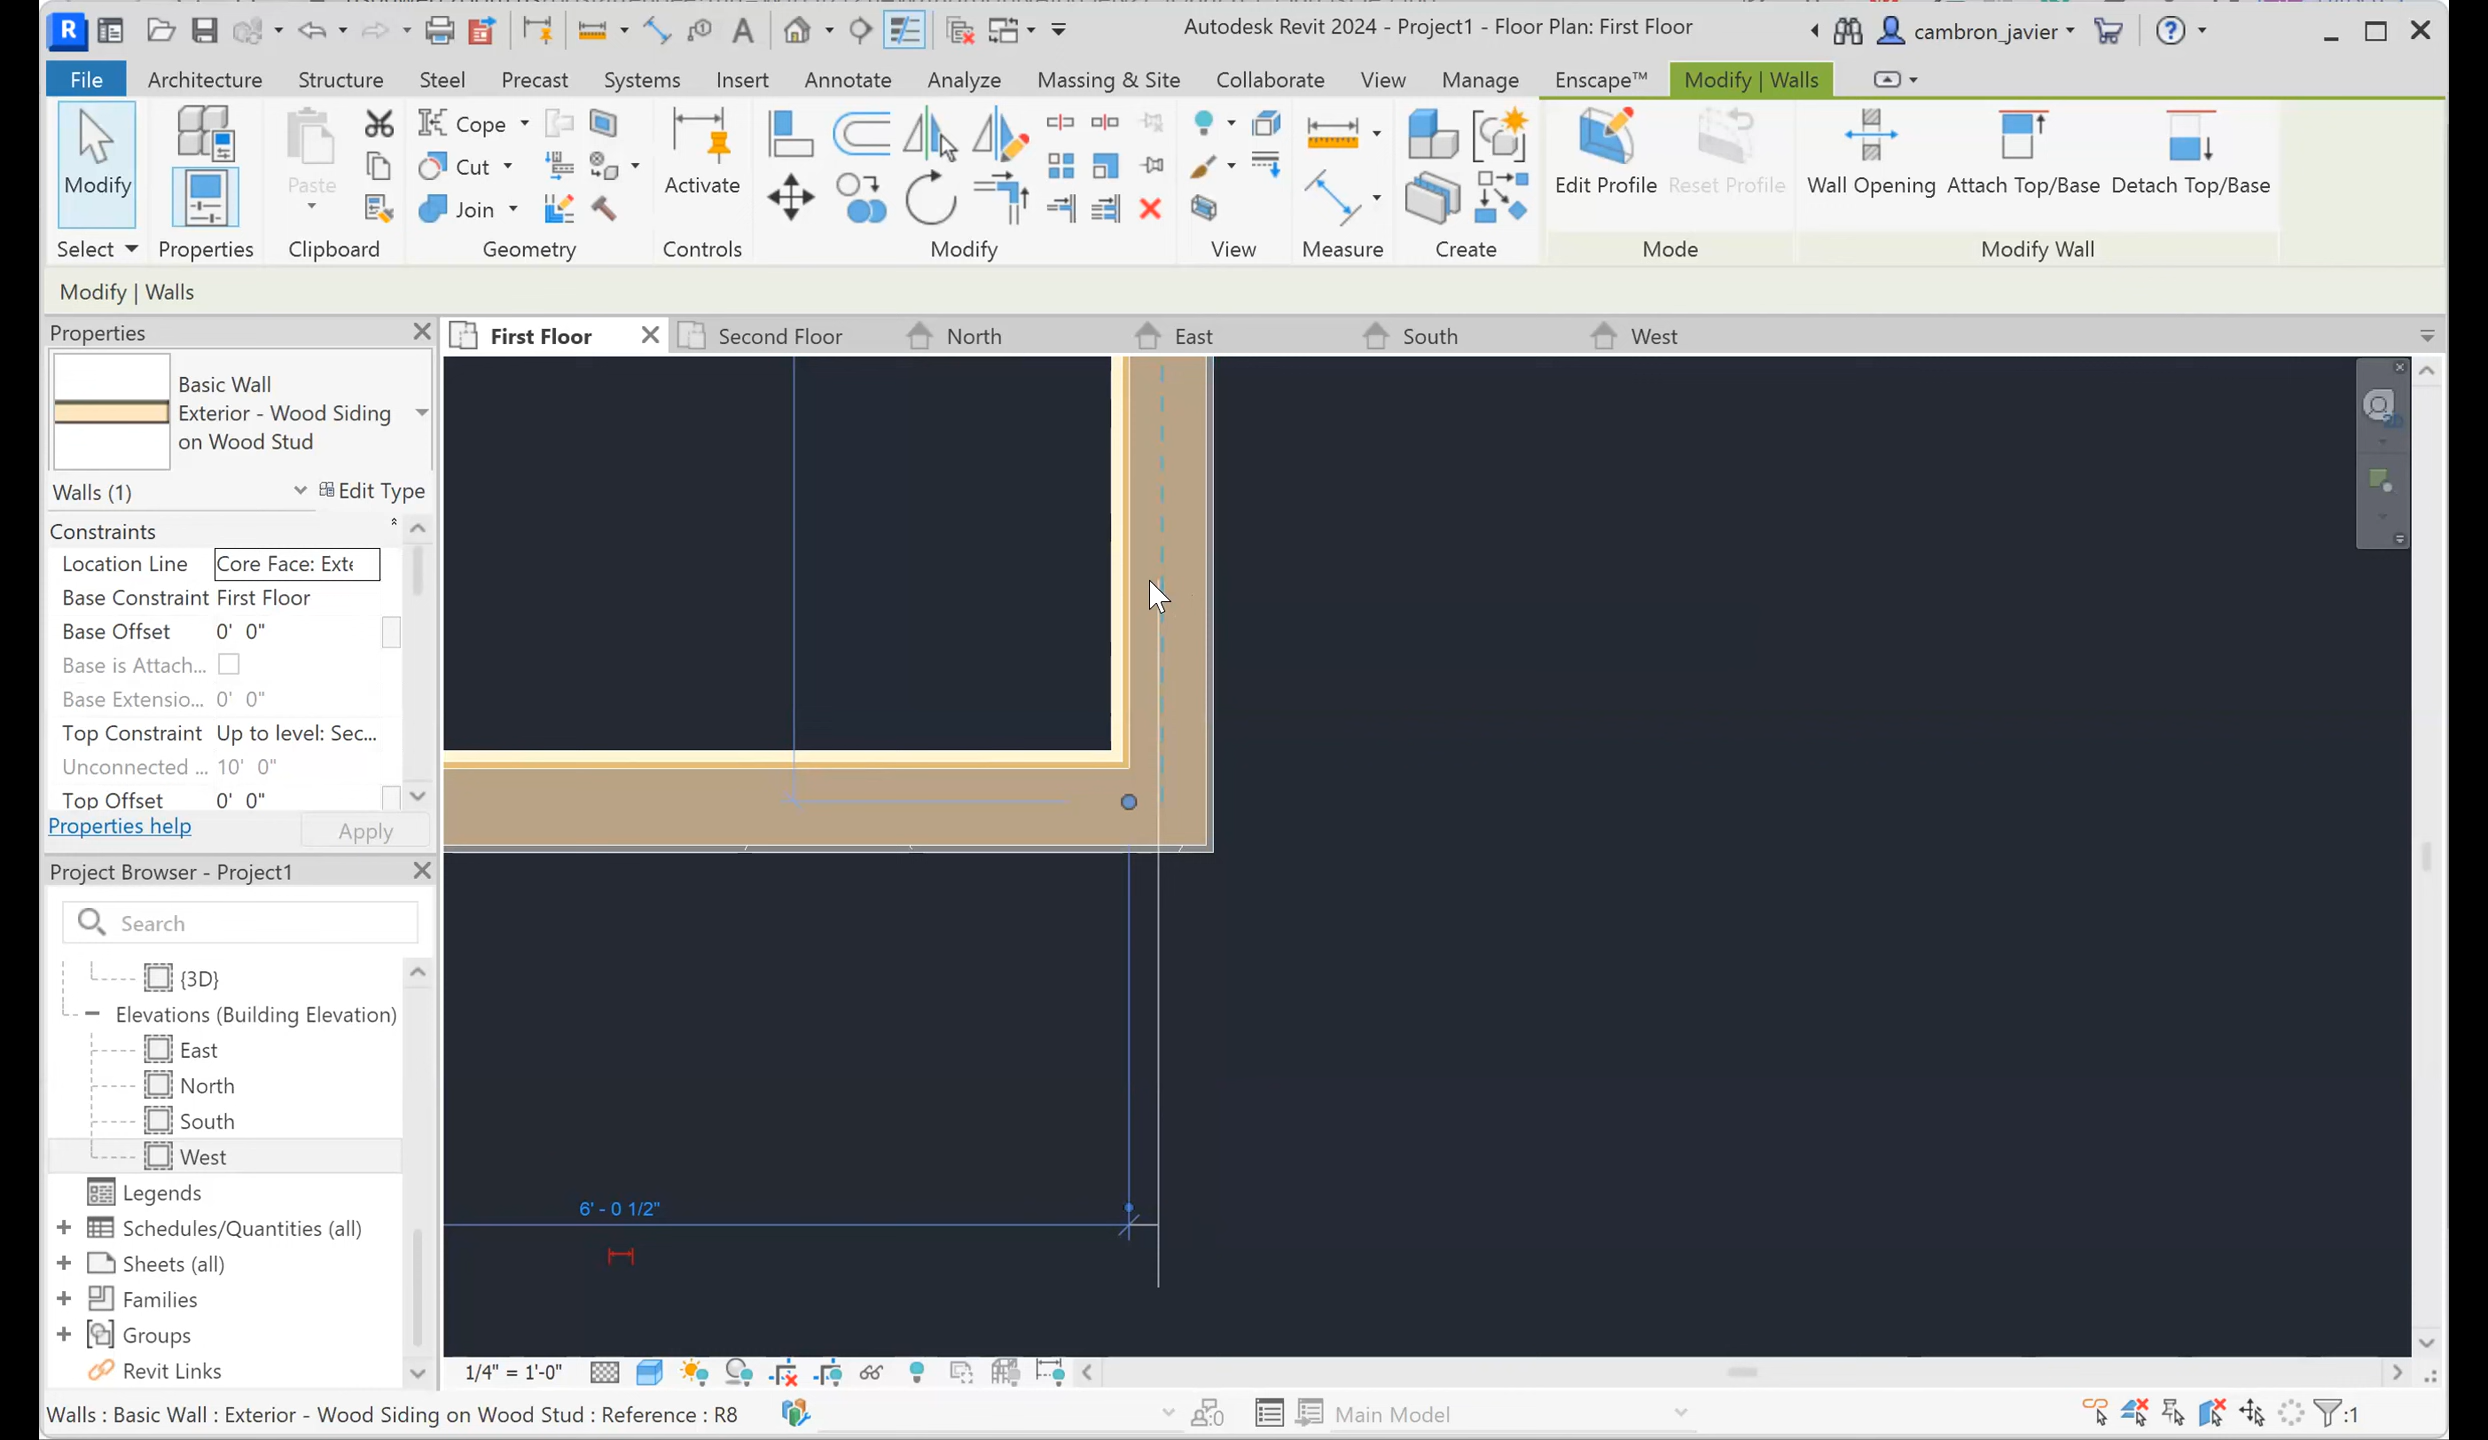 R
A
Autodesk Revit 2024 - Project1 - Floor Plan: First Floor
cambron_javier
?
File Architecture Structure Steel Precast Systems Insert Annotate Analyze Massing & Site Collaborate View Manage Enscape™ Modify | Walls
Modify
Paste
Cope
Cut
Join
Activate
Edit Profile Reset Profile Wall Opening Attach Top/Base Detach Top/Base
Select Properties Clipboard Geometry Controls Modify View Measure Create Mode Modify Wall
Modify | Walls
Properties
First Floor Second Floor North East South West
Basic Wall
Exterior - Wood Siding
on Wood Stud
Walls (1) Edit Type
Constraints
Location Line Core Face: Exte
Base Constraint First Floor
Base Offset 0' 0"
Base is Attach...
Base Extensio... 0' 0"
Top Constraint Up to level: Sec...
Unconnected ... 10' 0"
Top Offset 0' 0"
Properties help Apply
Project Browser - Project1
Search
{3D}
Elevations (Building Elevation)
East
North
South
West
Legends
Schedules/Quantities (all)
Sheets (all)
Families
Groups
Revit Links
6' - 0 1/2"
1/4" = 1'-0"
Walls : Basic Wall : Exterior - Wood Siding on Wood Stud : Reference : R8
:0
Main Model
:1